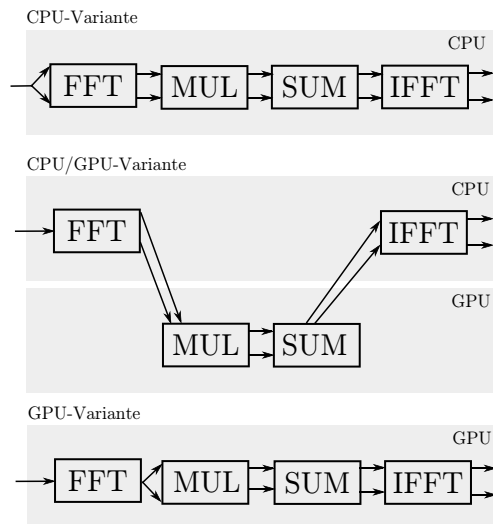 CPU-Variante
CPU
FFT MUL SUM IFFT
CPU/GPU-Variante
CPU
FFT IFFT
GPU
MUL SUM
GPU-Variante
GPU
FFT MUL SUM IFFT